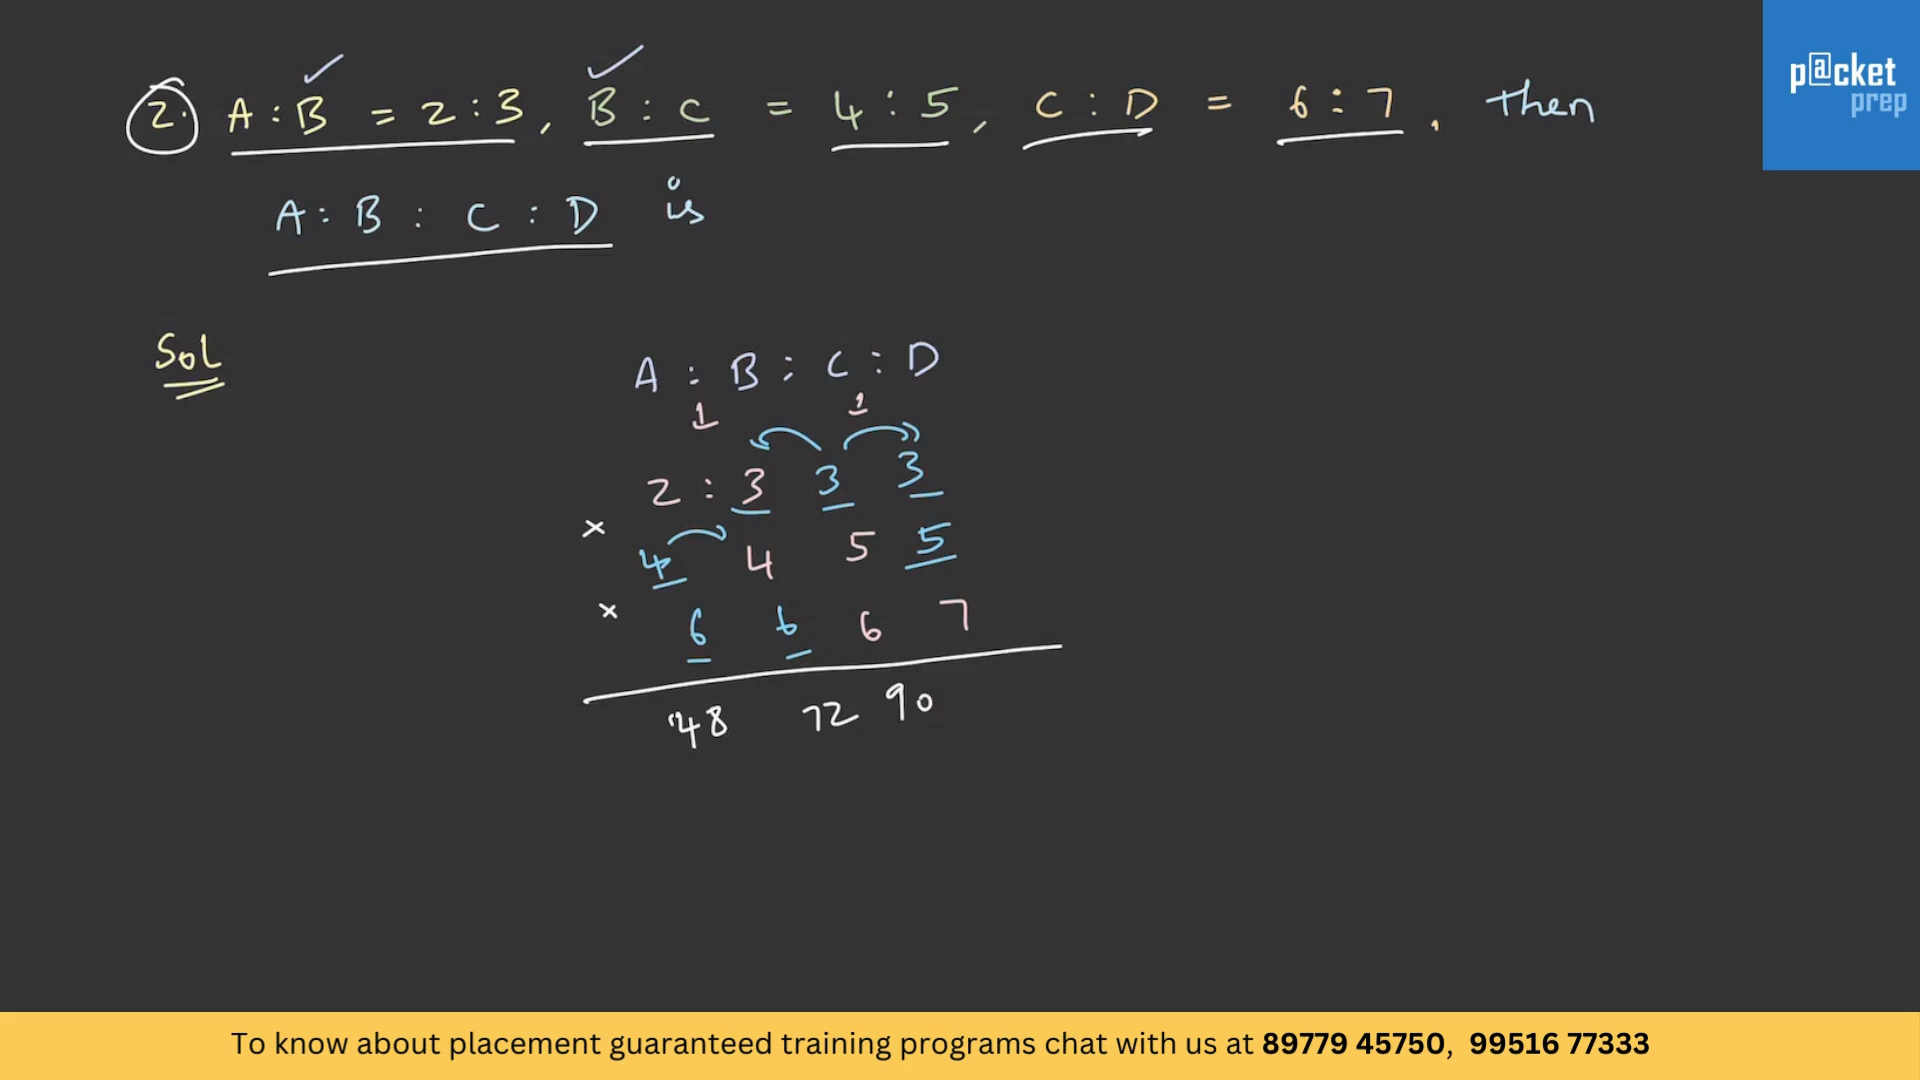 p@cket
prep
2. A : B = 2 : 3, B : C = 4 : 5, C : D = 6 : 7. then
A : B : C : D is
Sol
A : B : C : D
1 1
2 : 3 3 3
× 4 4 5 5
× 6 6 6 7
48 72 90
To know about placement guaranteed training programs chat with us at 89779 45750, 99516 77333